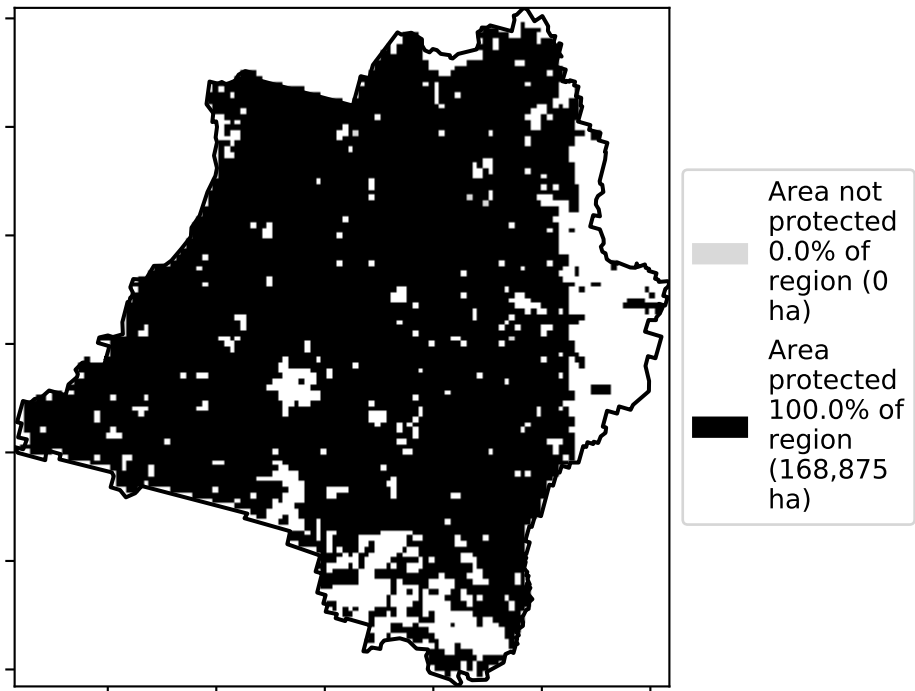 Area not
protected
0.0% of
region (0
ha)
Area
protected
100.0% of
region
(168,875
ha)